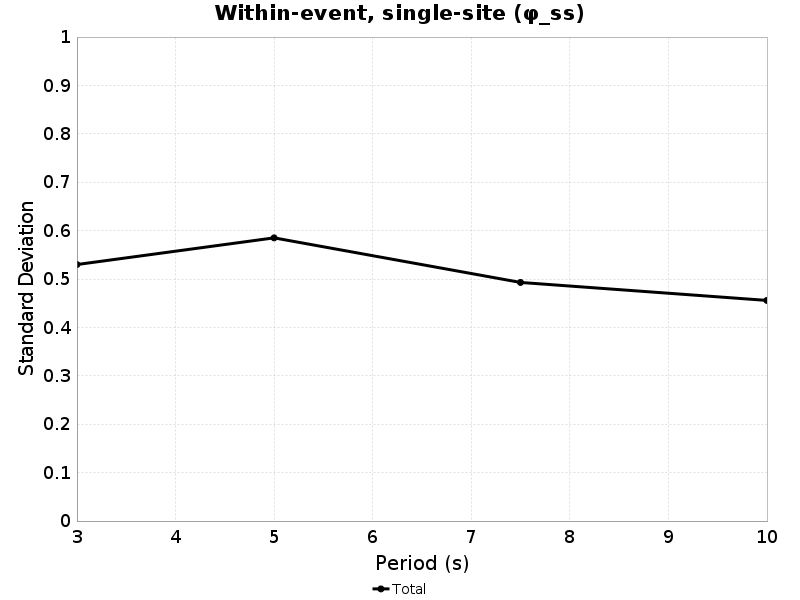 Within-event, single-site (φ_ss)
Standard Deviation
1
0.9
0.8
0.7
0.6
0.5
0.4
0.3
0.2
0.1
0
3 4 5 6 7 8 9 10
Period (s)
Total